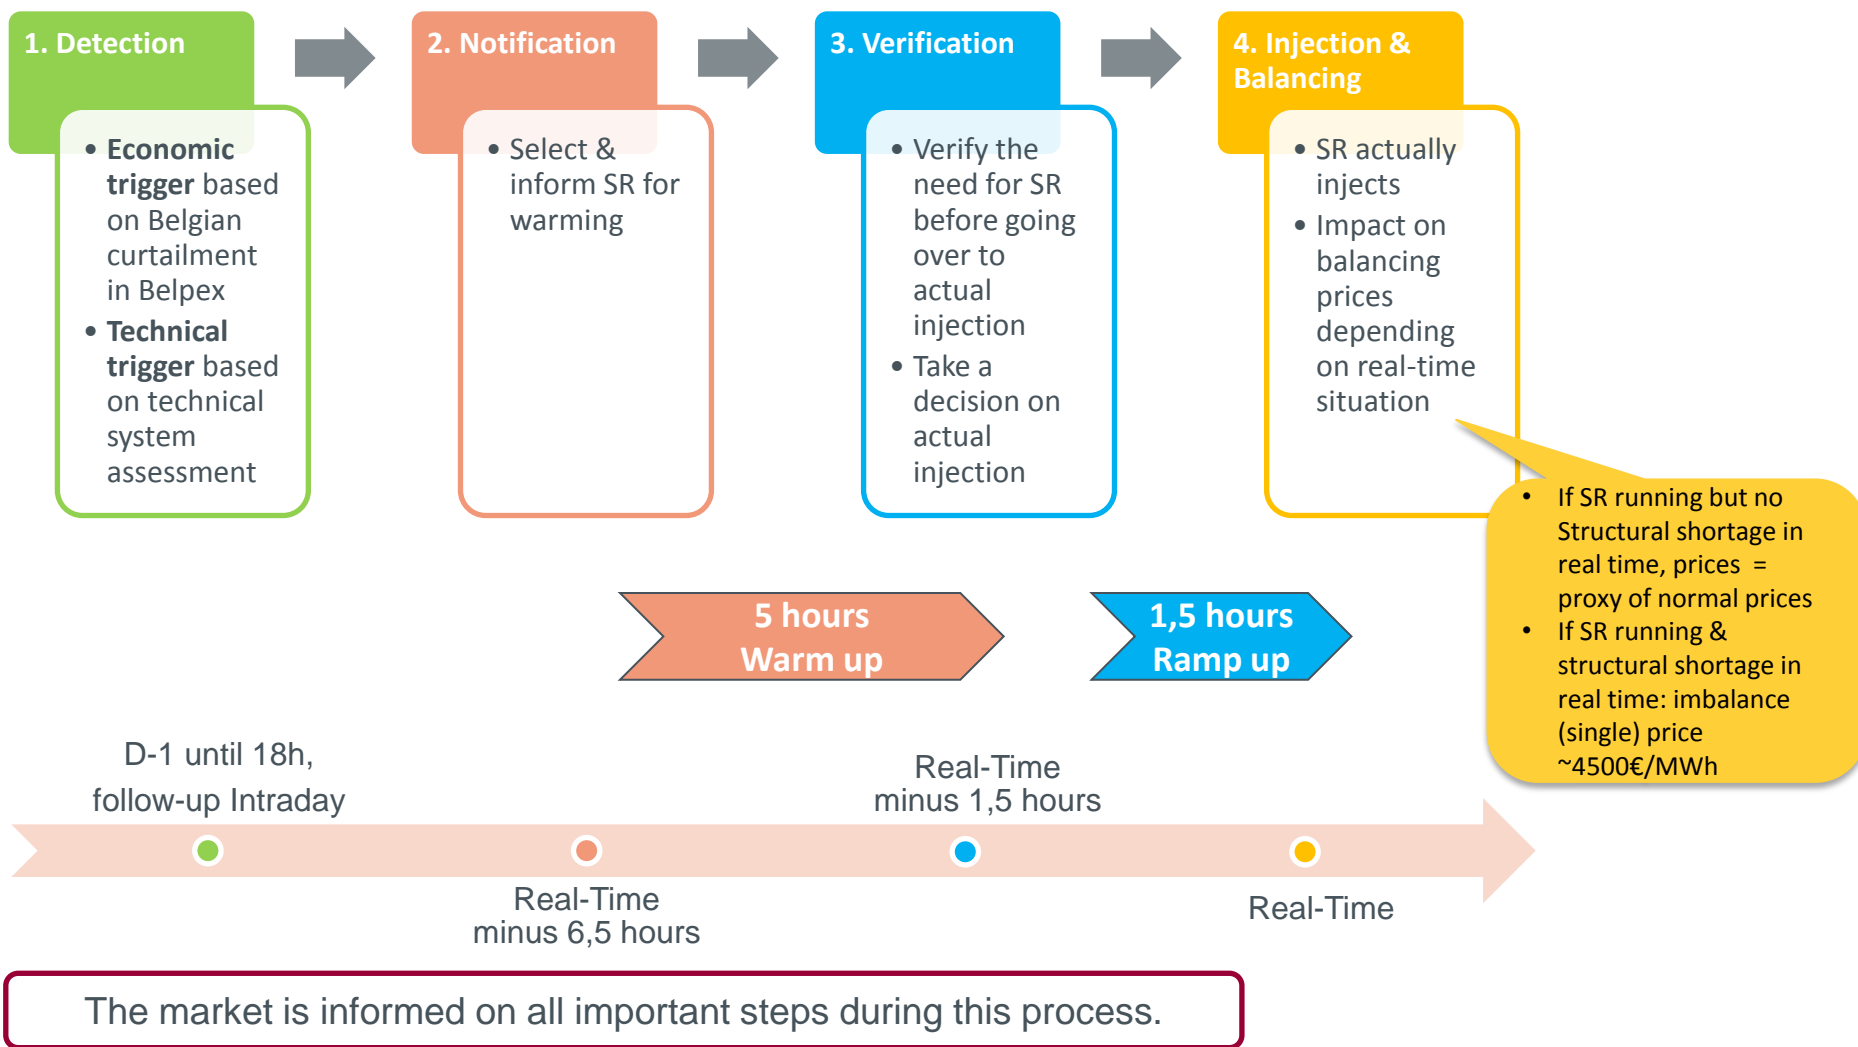 1. Detection
• Economic
trigger based
on Belgian
curtailment
in Belpex
• Technical
trigger based
on technical
system
assessment
2. Notification
• Select &
inform SR for
warming
3. Verification
• Verify the
need for SR
before going
over to
actual
injection
• Take a
decision on
actual
injection
4. Injection &
Balancing
• SR actually
injects
• Impact on
balancing
prices
depending
on real-time
situation
• If SR running but no
Structural shortage in
real time, prices =
proxy of normal prices
• If SR running &
structural shortage in
real time: imbalance
(single) price
~4500€/MWh
5 hours
Warm up
1,5 hours
Ramp up
D-1 until 18h,
follow-up Intraday
Real-Time
minus 6,5 hours
Real-Time
minus 1,5 hours
Real-Time
The market is informed on all important steps during this process.